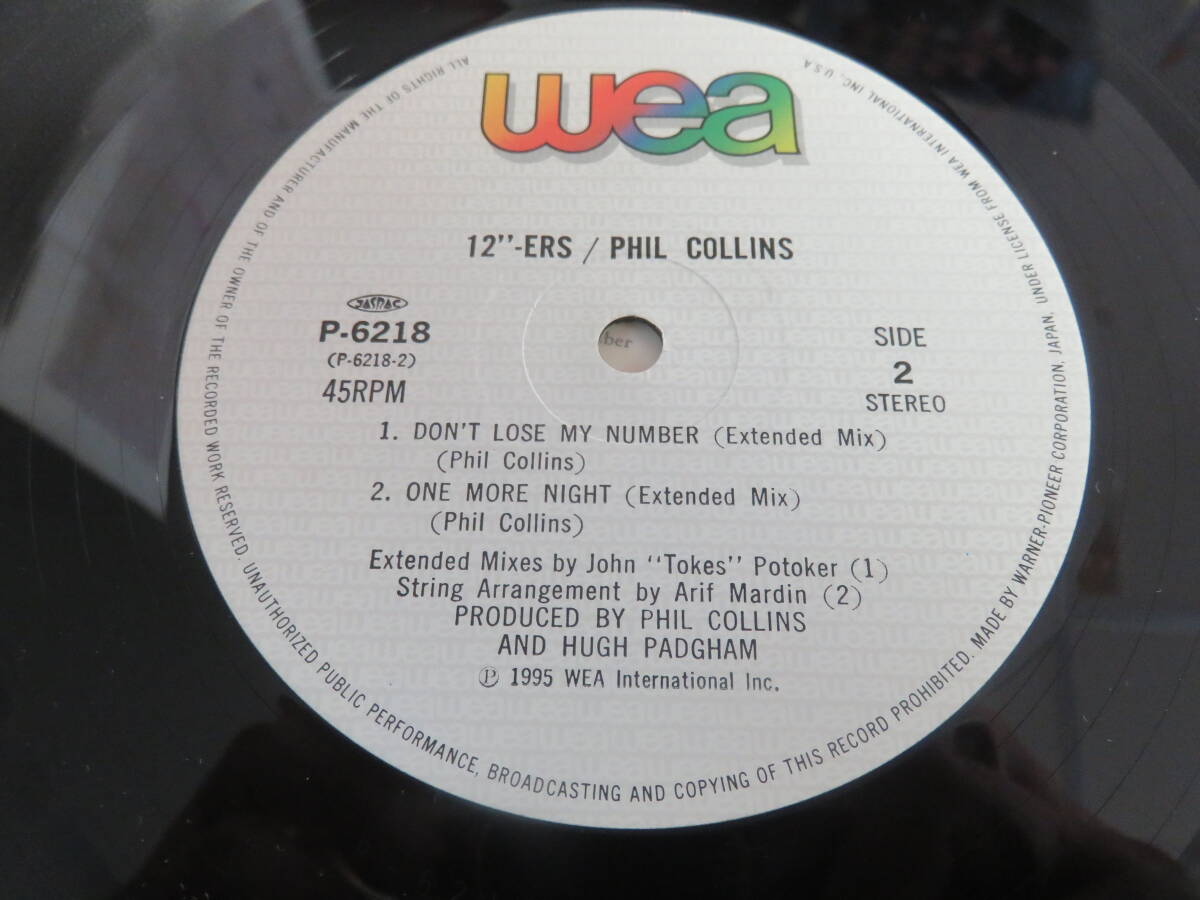 wea
12"-ERS / PHIL COLLINS
JASRAC
P-6218
(P-6218-2)
45RPM
ber
SIDE
2
STEREO
1. DON'T LOSE MY NUMBER (Extended Mix)
(Phil Collins)
2. ONE MORE NIGHT (Extended Mix)
(Phil Collins)
Extended Mixes by John "Tokes" Potoker (1)
String Arrangement by Arif Mardin (2)
PRODUCED BY PHIL COLLINS
AND HUGH PADGHAM
Ⓟ 1995 WEA International Inc.
ALL RIGHTS OF THE MANUFACTURER AND OF THE OWNER OF THE RECORDED WORK RESERVED. UNAUTHORIZED PUBLIC PERFORMANCE, BROADCASTING AND COPYING OF THIS RECORD PROHIBITED. MADE BY WARNER-PIONEER CORPORATION, JAPAN, UNDER LICENSE FROM WEA INTERNATIONAL INC., U.S.A